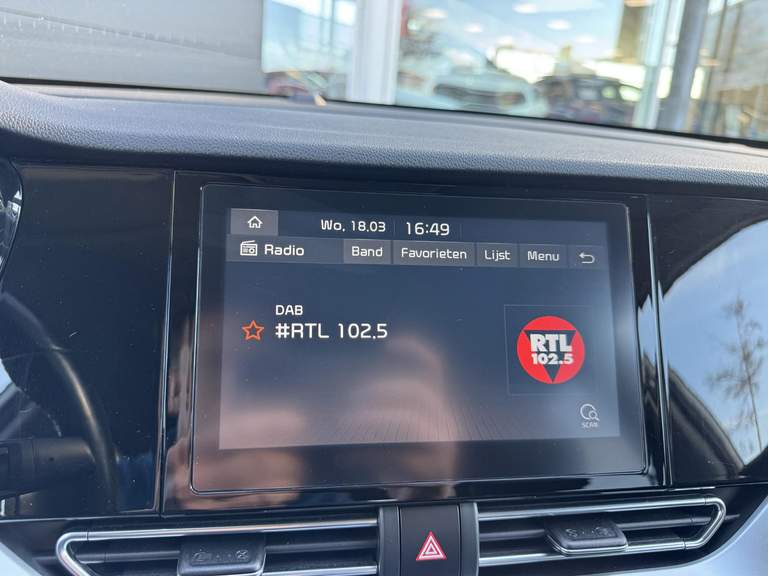 Wo, 18.03 16:49
Radio Band Favorieten Lijst Menu
DAB
#RTL 102.5
RTL
102.5
SCAN